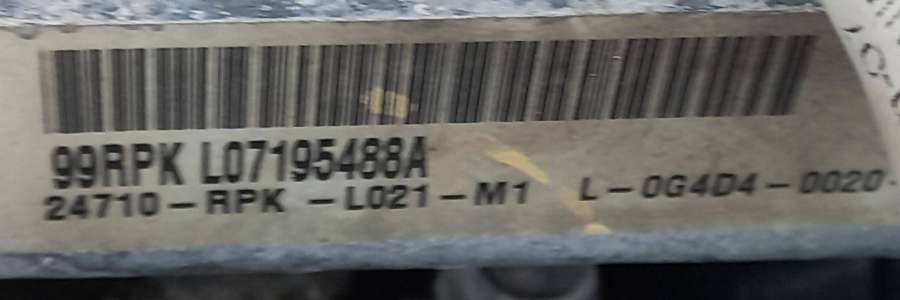 99RPK L07195488A
24710-RPK -L021-M1 L-0G4D4-0020